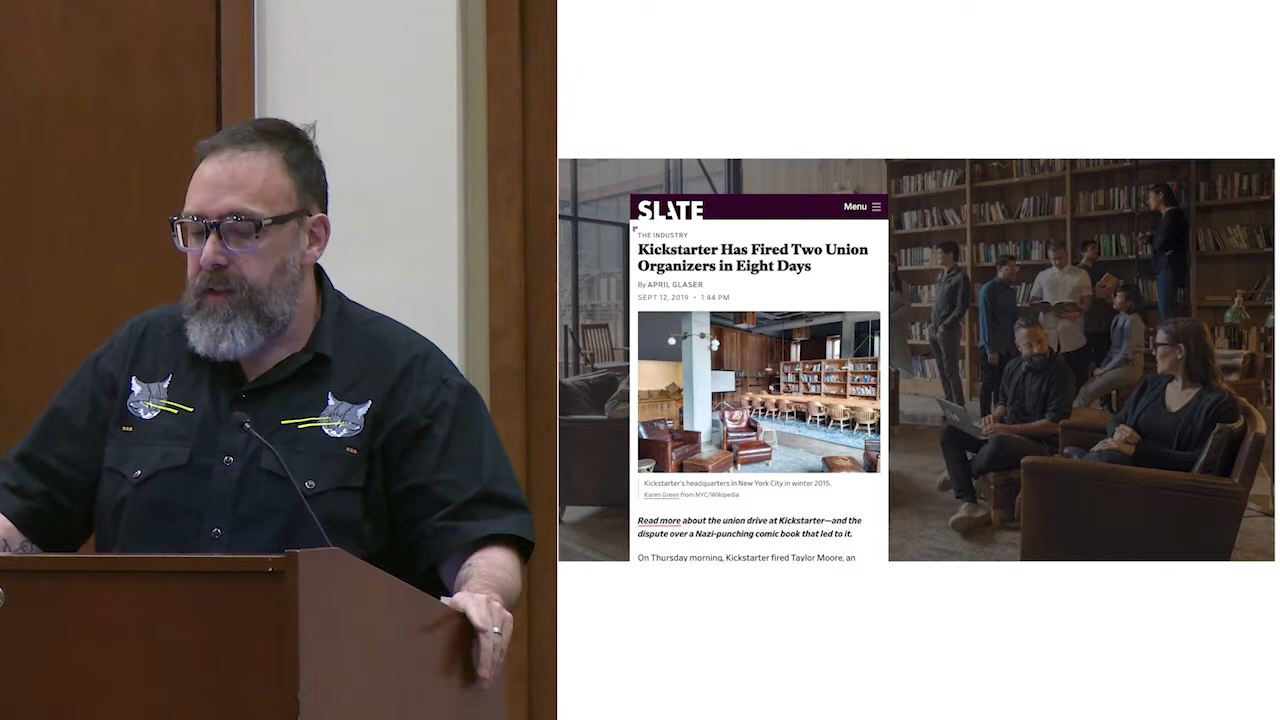 SLATE
Menu
THE INDUSTRY
Kickstarter Has Fired Two Union
Organizers in Eight Days
By APRIL GLASER
SEPT 12, 2019 • 1:44 PM
Kickstarter's headquarters in New York City in winter 2015.
Karen Green from NYC/Wikipedia
Read more about the union drive at Kickstarter—and the
dispute over a Nazi-punching comic book that led to it.
On Thursday morning, Kickstarter fired Taylor Moore, an